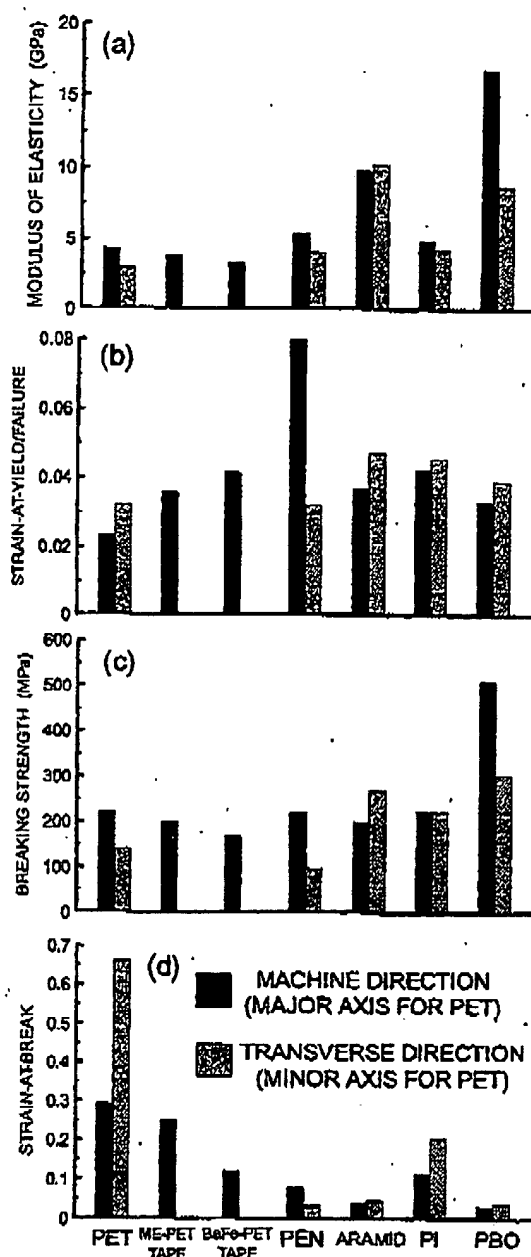 (a)
MODULUS OF ELASTICITY (GPa)
20
15
10
5
0
(b)
STRAIN-AT-YIELD/FAILURE
0.08
0.06
0.04
0.02
0
(c)
BREAKING STRENGTH (MPa)
600
500
400
300
200
100
0
(d)
STRAIN-AT-BREAK
0.7
0.6
0.5
0.4
0.3
0.2
0.1
0
MACHINE DIRECTION
(MAJOR AXIS FOR PET)
TRANSVERSE DIRECTION
(MINOR AXIS FOR PET)
PET ME-PET BaFe-PET PEN ARAMID PI PBO
TAPE TAPE